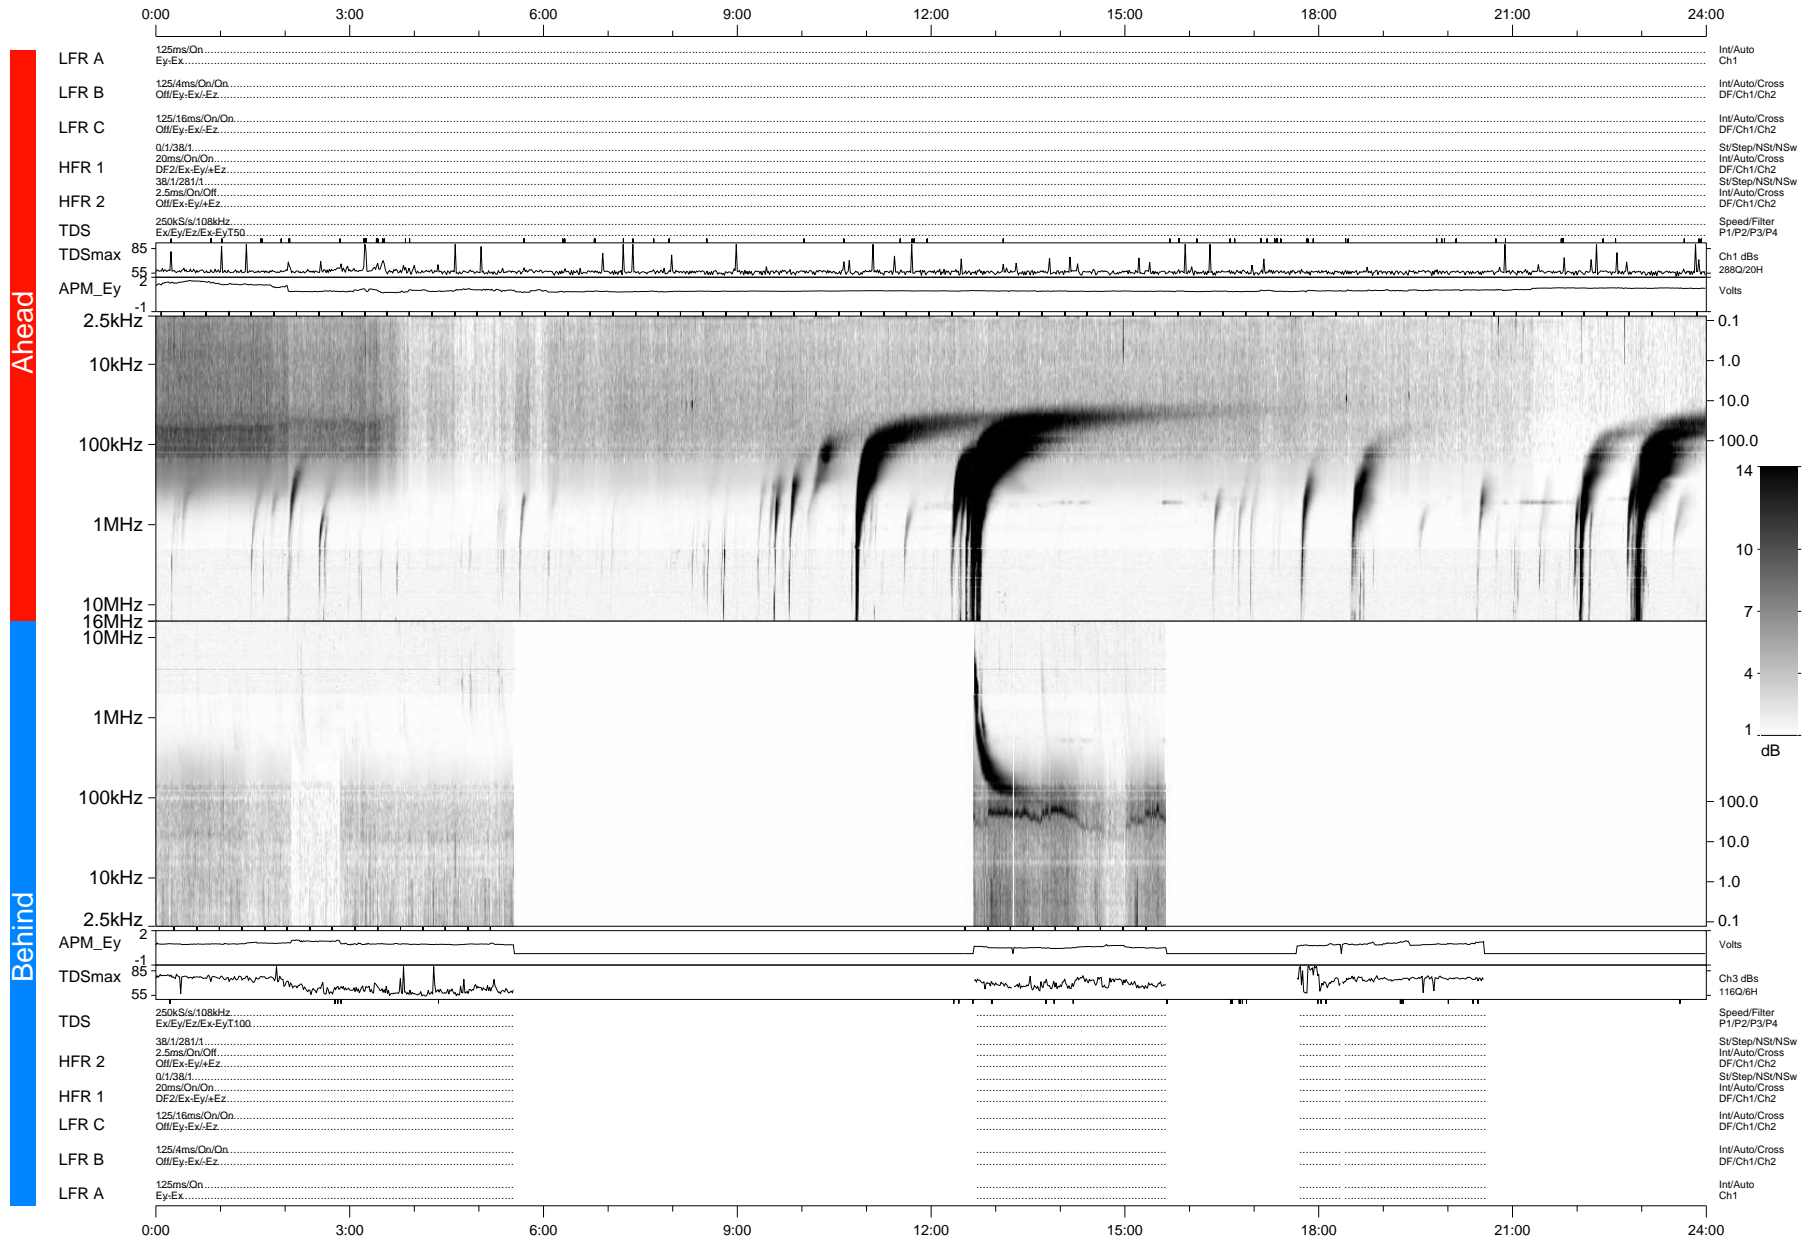 0:00 3:00 6:00 9:00 12:00 15:00 18:00 21:00 24:00
Ahead
LFR A 125ms/On Int/Auto
Ey-Ex Ch1
LFR B 125/4ms/On/On Int/Auto/Cross
Off/Ey-Ex/-Ez DF/Ch1/Ch2
LFR C 125/16ms/On/On Int/Auto/Cross
Off/Ey-Ex/-Ez DF/Ch1/Ch2
0/1/38/1 St/Step/NSt/NSw
HFR 1 20ms/On/On Int/Auto/Cross
DF2/Ex-Ey/+Ez DF/Ch1/Ch2
38/1/281/1 St/Step/NSt/NSw
HFR 2 2.5ms/On/Off Int/Auto/Cross
Off/Ex-Ey/+Ez DF/Ch1/Ch2
TDS 250kS/s/108kHz Speed/Filter
Ex/Ey/Ez/Ex-EyT50 P1/P2/P3/P4
TDSmax 85 Ch1 dBs
55 288Q/20H
APM_Ey 2 Volts
-1
2.5kHz 0.1
10kHz 1.0
10.0
100kHz 100.0
1MHz
10MHz
16MHz
14
10
7
4
1
dB
Behind
10MHz
1MHz
100kHz 100.0
10.0
10kHz 1.0
2.5kHz 0.1
APM_Ey 2 Volts
-1
TDSmax 85 Ch3 dBs
55 116Q/6H
TDS 250kS/s/108kHz Speed/Filter
Ex/Ey/Ez/Ex-EyT100 P1/P2/P3/P4
38/1/281/1 St/Step/NSt/NSw
HFR 2 2.5ms/On/Off Int/Auto/Cross
Off/Ex-Ey/+Ez DF/Ch1/Ch2
0/1/38/1 St/Step/NSt/NSw
HFR 1 20ms/On/On Int/Auto/Cross
DF2/Ex-Ey/+Ez DF/Ch1/Ch2
LFR C 125/16ms/On/On Int/Auto/Cross
Off/Ey-Ex/-Ez DF/Ch1/Ch2
LFR B 125/4ms/On/On Int/Auto/Cross
Off/Ey-Ex/-Ez DF/Ch1/Ch2
LFR A 125ms/On Int/Auto
Ey-Ex Ch1
0:00 3:00 6:00 9:00 12:00 15:00 18:00 21:00 24:00